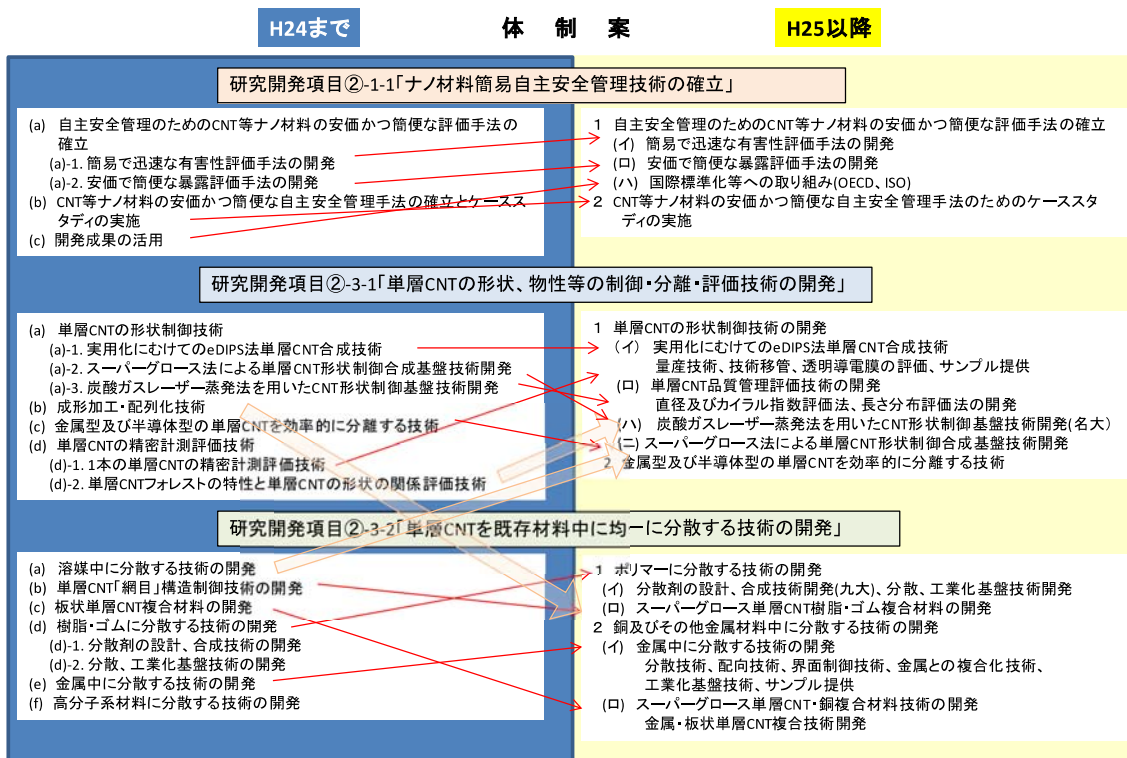 H24まで
体 制 案
H25以降
研究開発項目②-1-1「ナノ材料簡易自主安全管理技術の確立」
(a) 自主安全管理のためのCNT等ナノ材料の安価かつ簡便な評価手法の
確立
(a)-1. 簡易で迅速な有害性評価手法の開発
(a)-2. 安価で簡便な暴露評価手法の開発
(b) CNT等ナノ材料の安価かつ簡便な自主安全管理手法の確立とケースス
タディの実施
(c) 開発成果の活用
1 自主安全管理のためのCNT等ナノ材料の安価かつ簡便な評価手法の確立
(イ) 簡易で迅速な有害性評価手法の開発
(ロ) 安価で簡便な暴露評価手法の開発
(ハ) 国際標準化等への取り組み(OECD、ISO)
2 CNT等ナノ材料の安価かつ簡便な自主安全管理手法のためのケーススタ
ディの実施
研究開発項目②-3-1「単層CNTの形状、物性等の制御・分離・評価技術の開発」
(a) 単層CNTの形状制御技術
(a)-1. 実用化にむけてのeDIPS法単層CNT合成技術
(a)-2. スーパーグロース法による単層CNT形状制御合成基盤技術開発
(a)-3. 炭酸ガスレーザー蒸発法を用いたCNT形状制御基盤技術開発
(b) 成形加工・配列化技術
(c) 金属型及び半導体型の単層CNTを効率的に分離する技術
(d) 単層CNTの精密計測評価技術
(d)-1. 1本の単層CNTの精密計測評価技術
(d)-2. 単層CNTフォレストの特性と単層CNTの形状の関係評価技術
1 単層CNTの形状制御技術の開発
(イ) 実用化にむけてのeDIPS法単層CNT合成技術
量産技術、技術移管、透明導電膜の評価、サンプル提供
(ロ) 単層CNT品質管理評価技術の開発
直径及びカイラル指数評価法、長さ分布評価法の開発
(ハ) 炭酸ガスレーザー蒸発法を用いたCNT形状制御基盤技術開発(名大)
(ニ) スーパーグロース法による単層CNT形状制御合成基盤技術開発
2 金属型及び半導体型の単層CNTを効率的に分離する技術
研究開発項目②-3-2「単層CNTを既存材料中に均一に分散する技術の開発」
(a) 溶媒中に分散する技術の開発
(b) 単層CNT「網目」構造制御技術の開発
(c) 板状単層CNT複合材料の開発
(d) 樹脂・ゴムに分散する技術の開発
(d)-1. 分散剤の設計、合成技術の開発
(d)-2. 分散、工業化基盤技術の開発
(e) 金属中に分散する技術の開発
(f) 高分子系材料に分散する技術の開発
1 ポリマーに分散する技術の開発
(イ) 分散剤の設計、合成技術開発(九大)、分散、工業化基盤技術開発
(ロ) スーパーグロース単層CNT樹脂・ゴム複合材料の開発
2 銅及びその他金属材料中に分散する技術の開発
(イ) 金属中に分散する技術の開発
分散技術、配向技術、界面制御技術、金属との複合化技術、
工業化基盤技術、サンプル提供
(ロ) スーパーグロース単層CNT・銅複合材料技術の開発
金属・板状単層CNT複合技術開発